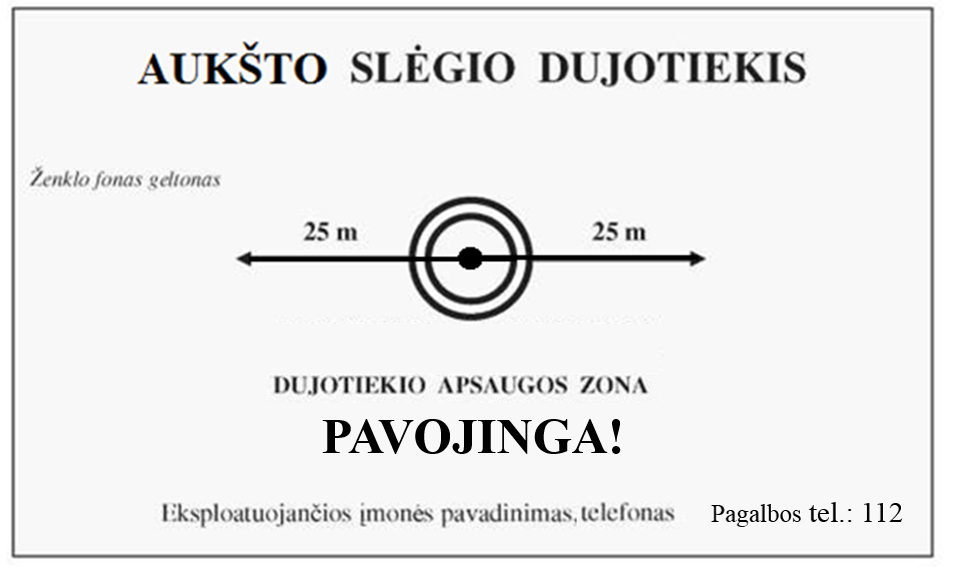 AUKŠTO SLĖGIO DUJOTIEKIS
Ženklo fonas geltonas
25 m 25 m
DUJOTIEKIO APSAUGOS ZONA
PAVOJINGA!
Eksploatuojančios įmonės pavadinimas, telefonas Pagalbos tel.: 112